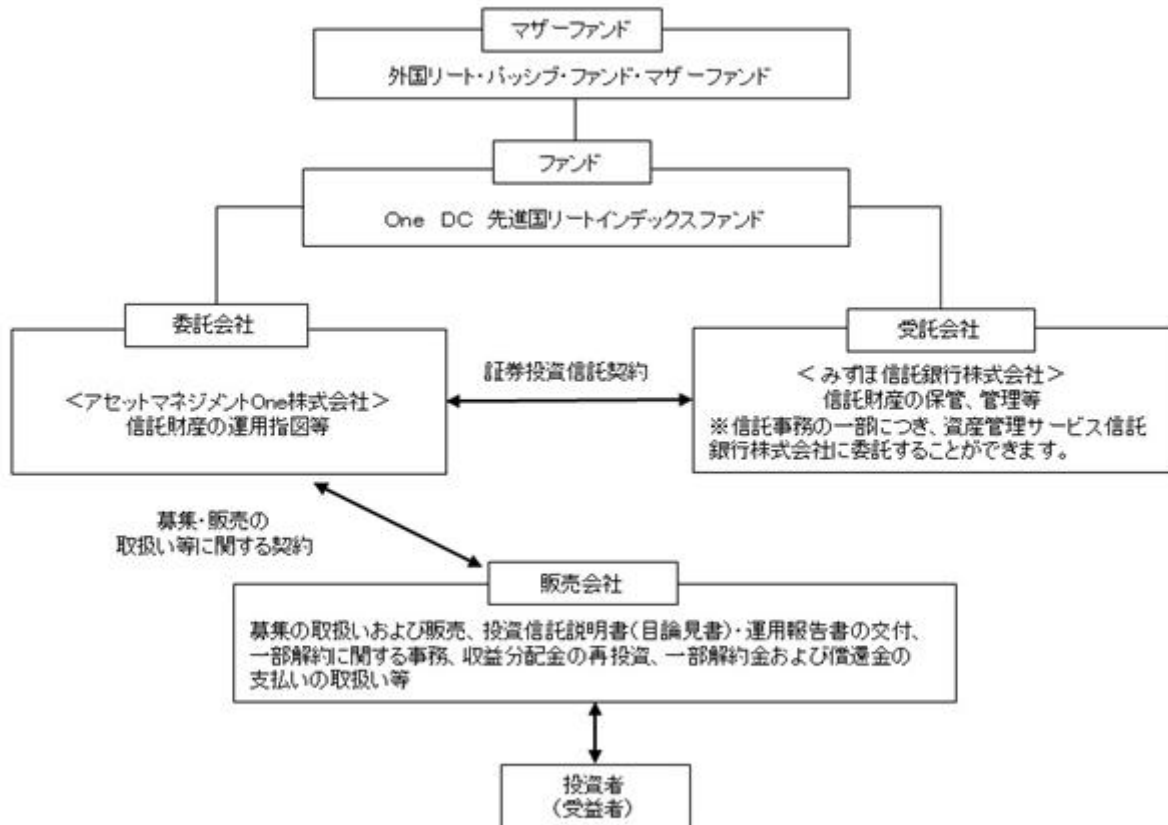 マザーファンド
外国リート・パッシブ・ファンド・マザーファンド
ファンド
One DC 先進国リートインデックスファンド
委託会社
<アセットマネジメントOne株式会社>
信託財産の運用指図等
証券投資信託契約
受託会社
<みずほ信託銀行株式会社>
信託財産の保管、管理等
※信託事務の一部につき、資産管理サービス信託
銀行株式会社に委託することができます。
募集・販売の
取扱い等に関する契約
販売会社
募集の取扱いおよび販売、投資信託説明書(目論見書)・運用報告書の交付、
一部解約に関する事務、収益分配金の再投資、一部解約金および償還金の
支払いの取扱い等
投資者
(受益者)